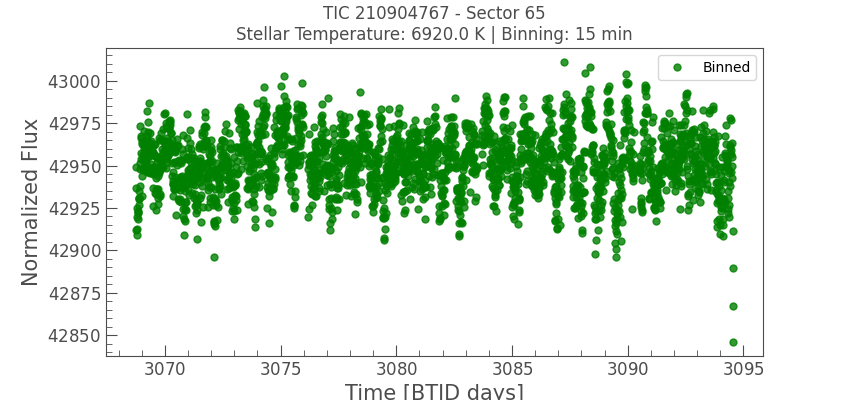 TIC 210904767 - Sector 65
Stellar Temperature: 6920.0 K | Binning: 15 min
Binned
Normalized Flux
43000
42975
42950
42925
42900
42875
42850
3070 3075 3080 3085 3090 3095
Time [BTJD days]